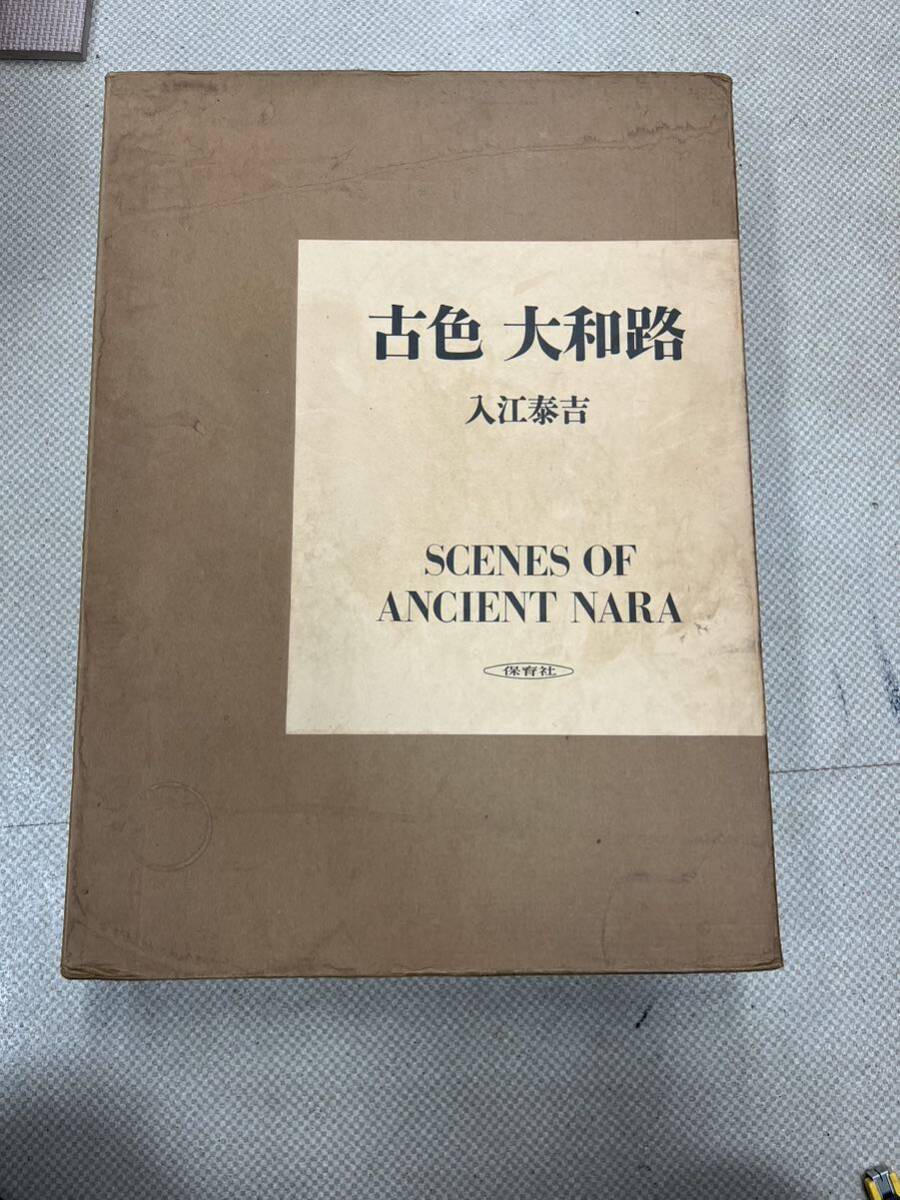 古色 大和路
入江泰吉
SCENES OF
ANCIENT NARA
保育社